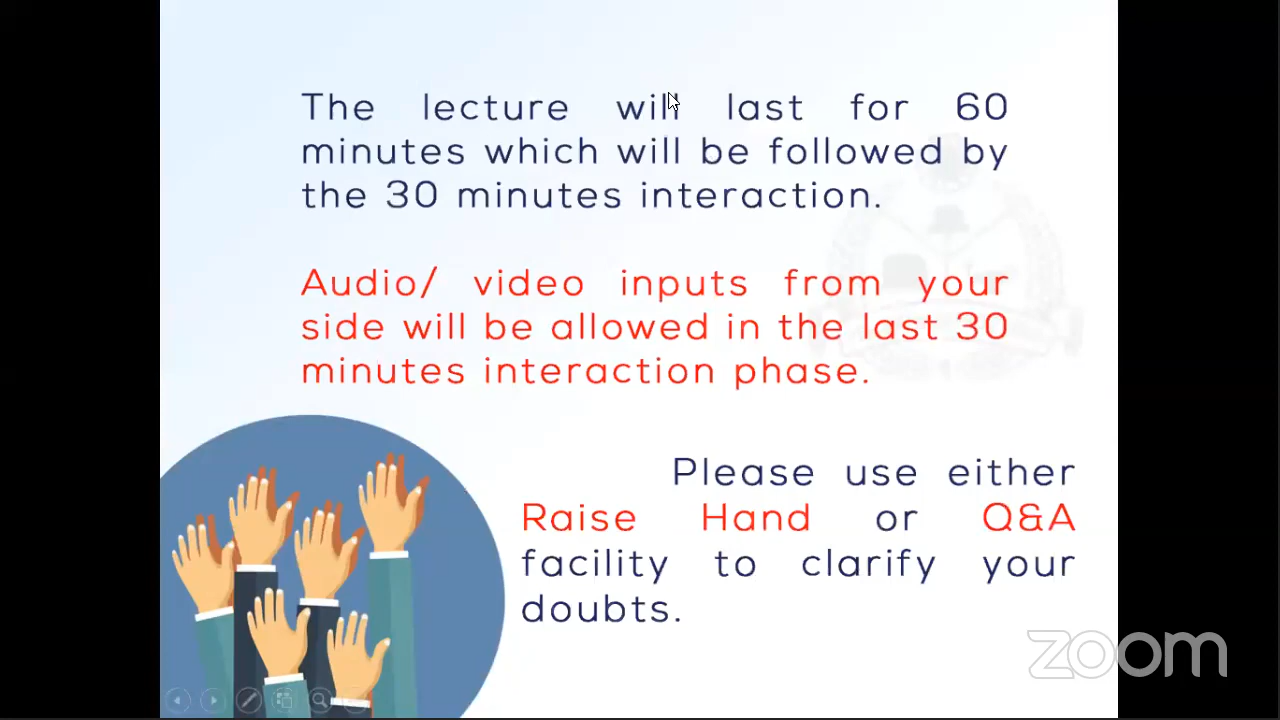 The lecture will last for 60
minutes which will be followed by
the 30 minutes interaction.
Audio/ video inputs from your
side will be allowed in the last 30
minutes interaction phase.
Please use either
Raise Hand or Q&A
facility to clarify your
doubts.
zoom